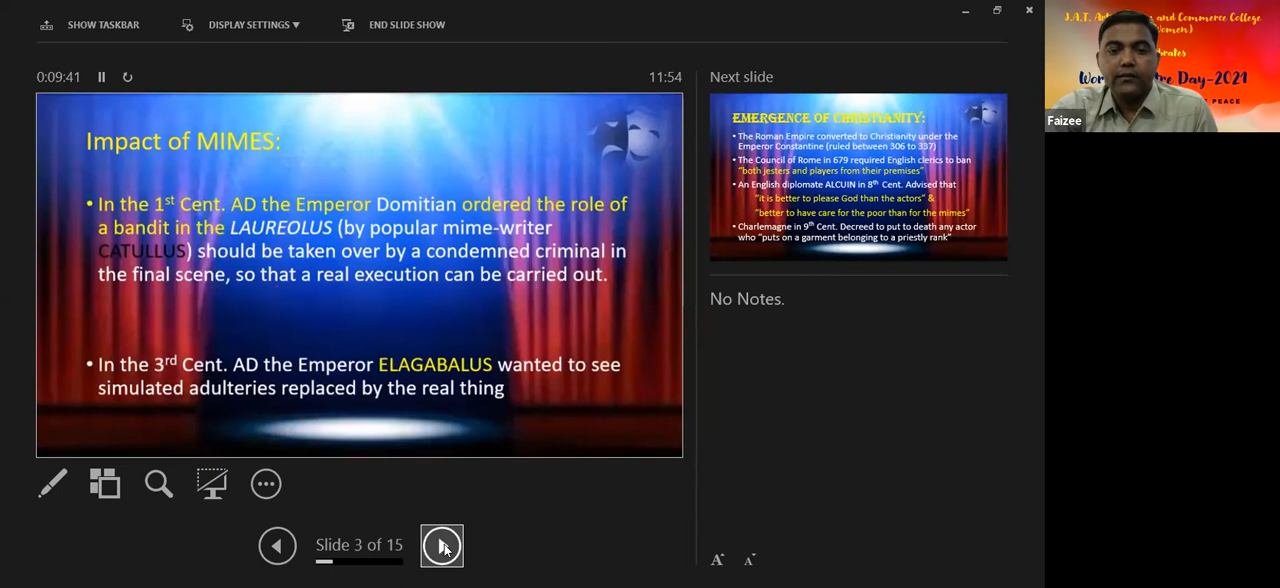 SHOW TASKBAR
DISPLAY SETTINGS ▼
END SLIDE SHOW
0:09:41
11:54
Impact of MIMES:
• In the 1st Cent. AD the Emperor Domitian ordered the role of
a bandit in the LAUREOLUS (by popular mime-writer
CATULLUS) should be taken over by a condemned criminal in
the final scene, so that a real execution can be carried out.
• In the 3rd Cent. AD the Emperor ELAGABALUS wanted to see
simulated adulteries replaced by the real thing
Slide 3 of 15
Next slide
EMERGENCE OF CHRISTIANITY:
• The Roman Empire converted to Christianity under the
Emperor Constantine (ruled between 306 to 337)
• The Council of Rome in 679 required English clerics to ban
"both jesters and players from their premises"
• An English diplomate ALCUIN in 8th Cent. Advised that
"it is better to please God than the actors" &
"better to have care for the poor than for the mimes"
• Charlemagne in 9th Cent. Decreed to put to death any actor
who "puts on a garment belonging to a priestly rank"
No Notes.
A A
J.A.T. and Commerce College
Day-2021
PEACE
Faizee